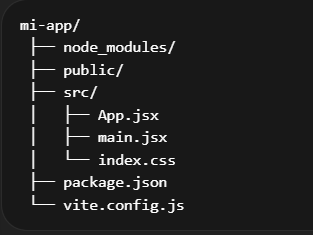 mi-app/
├── node_modules/
├── public/
├── src/
│   ├── App.jsx
│   ├── main.jsx
│   └── index.css
├── package.json
└── vite.config.js